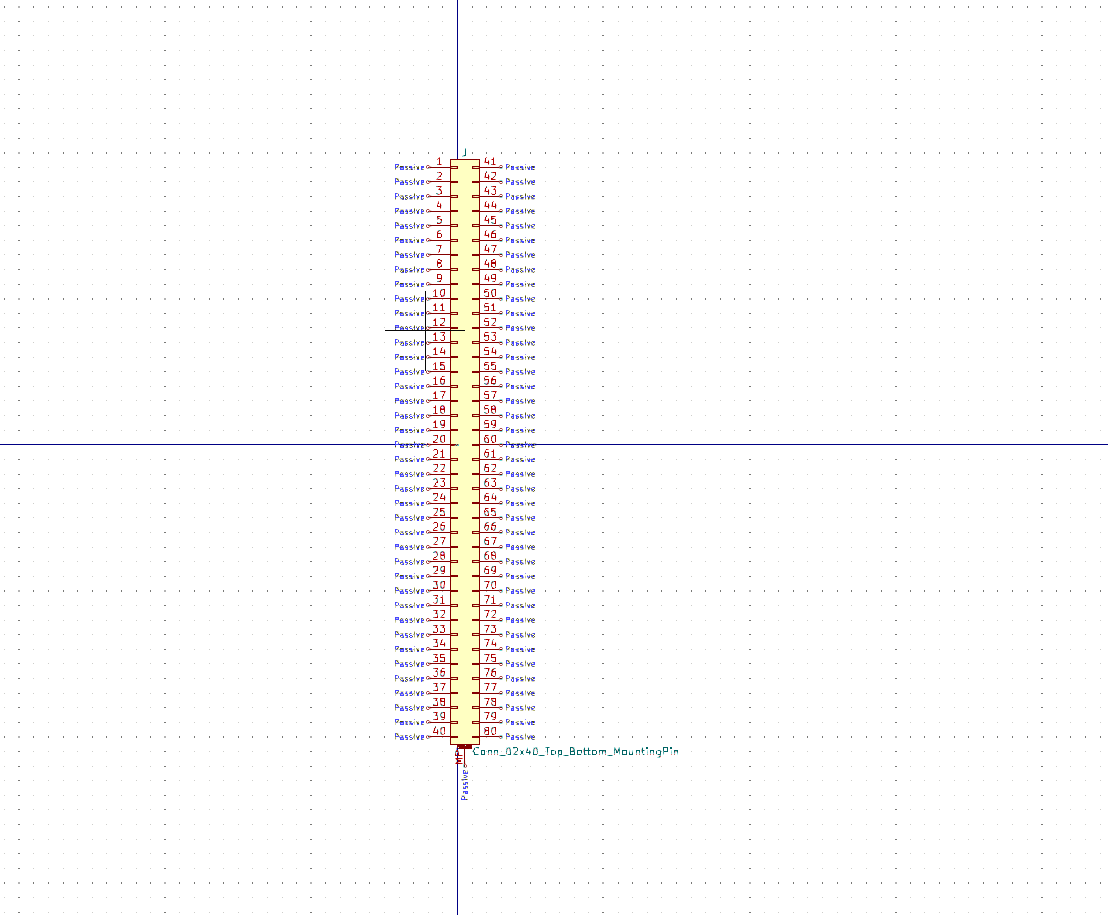 J
Passive 1 41 Passive
Passive 2 42 Passive
Passive 3 43 Passive
Passive 4 44 Passive
Passive 5 45 Passive
Passive 6 46 Passive
Passive 7 47 Passive
Passive 8 48 Passive
Passive 9 49 Passive
Passive 10 50 Passive
Passive 11 51 Passive
Passive 12 52 Passive
Passive 13 53 Passive
Passive 14 54 Passive
Passive 15 55 Passive
Passive 16 56 Passive
Passive 17 57 Passive
Passive 18 58 Passive
Passive 19 59 Passive
Passive 20 60 Passive
Passive 21 61 Passive
Passive 22 62 Passive
Passive 23 63 Passive
Passive 24 64 Passive
Passive 25 65 Passive
Passive 26 66 Passive
Passive 27 67 Passive
Passive 28 68 Passive
Passive 29 69 Passive
Passive 30 70 Passive
Passive 31 71 Passive
Passive 32 72 Passive
Passive 33 73 Passive
Passive 34 74 Passive
Passive 35 75 Passive
Passive 36 76 Passive
Passive 37 77 Passive
Passive 38 78 Passive
Passive 39 79 Passive
Passive 40 80 Passive
Conn_02x40_Top_Bottom_MountingPin
MP
Passive